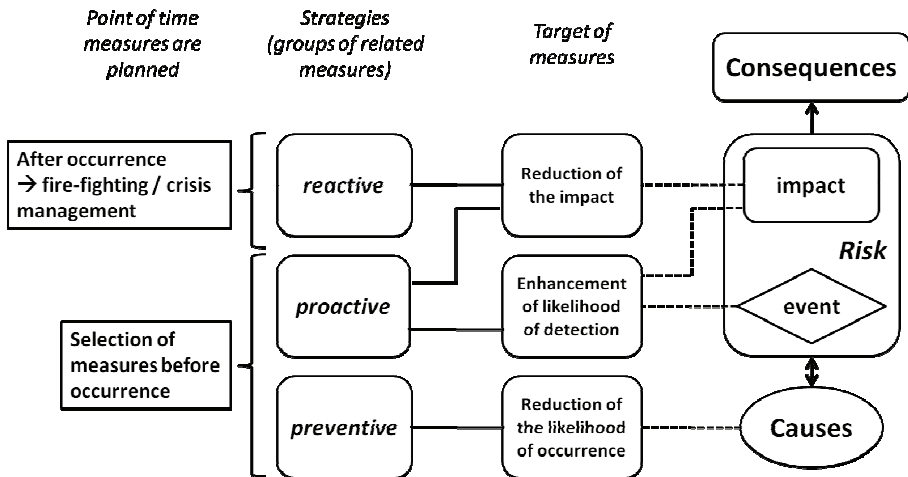 Point of time
measures are
planned
Strategies
(groups of related
measures)
Target of
measures
Consequences
After occurrence
→ fire-fighting / crisis
management
reactive
Reduction of
the impact
impact
Risk
proactive
Enhancement
of likelihood
of detection
event
Selection of
measures before
occurrence
preventive
Reduction of
the likelihood
of occurrence
Causes